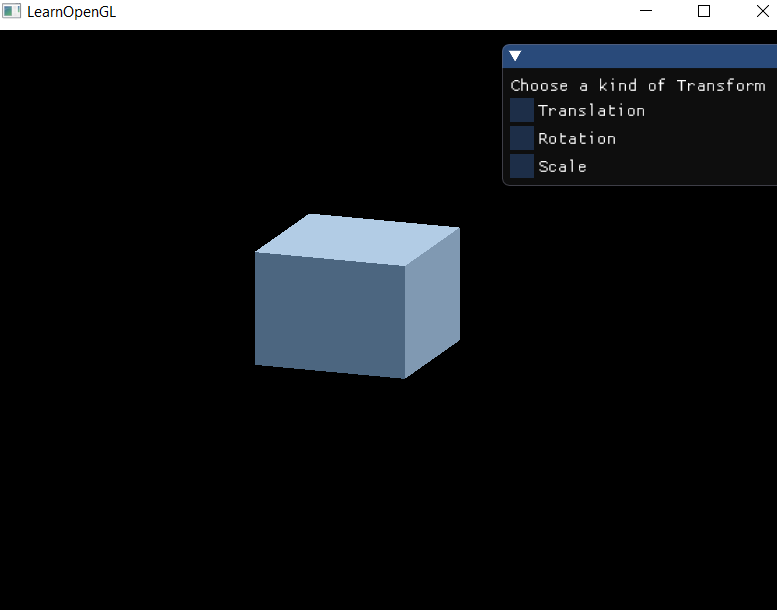 LearnOpenGL
Choose a kind of Transform
Translation
Rotation
Scale